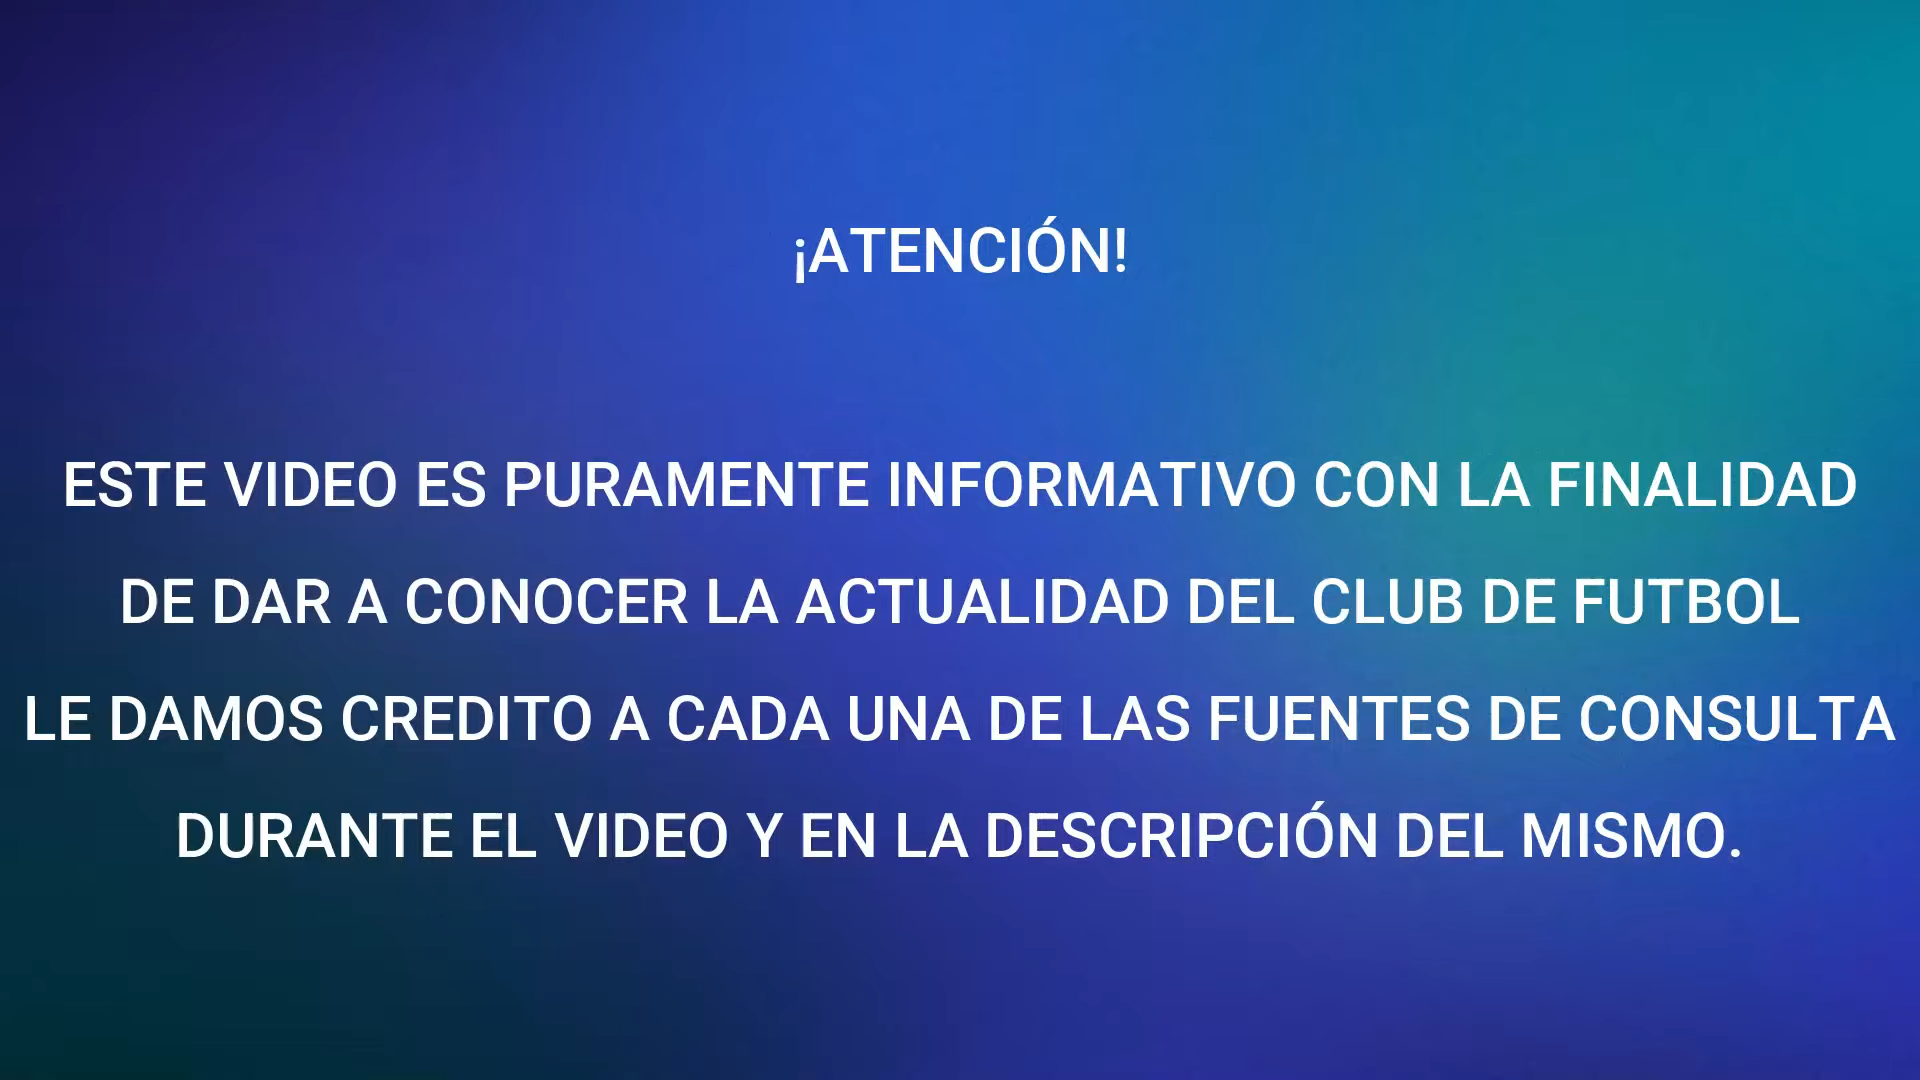 ¡ATENCIÓN!
ESTE VIDEO ES PURAMENTE INFORMATIVO CON LA FINALIDAD
DE DAR A CONOCER LA ACTUALIDAD DEL CLUB DE FUTBOL
LE DAMOS CREDITO A CADA UNA DE LAS FUENTES DE CONSULTA
DURANTE EL VIDEO Y EN LA DESCRIPCIÓN DEL MISMO.